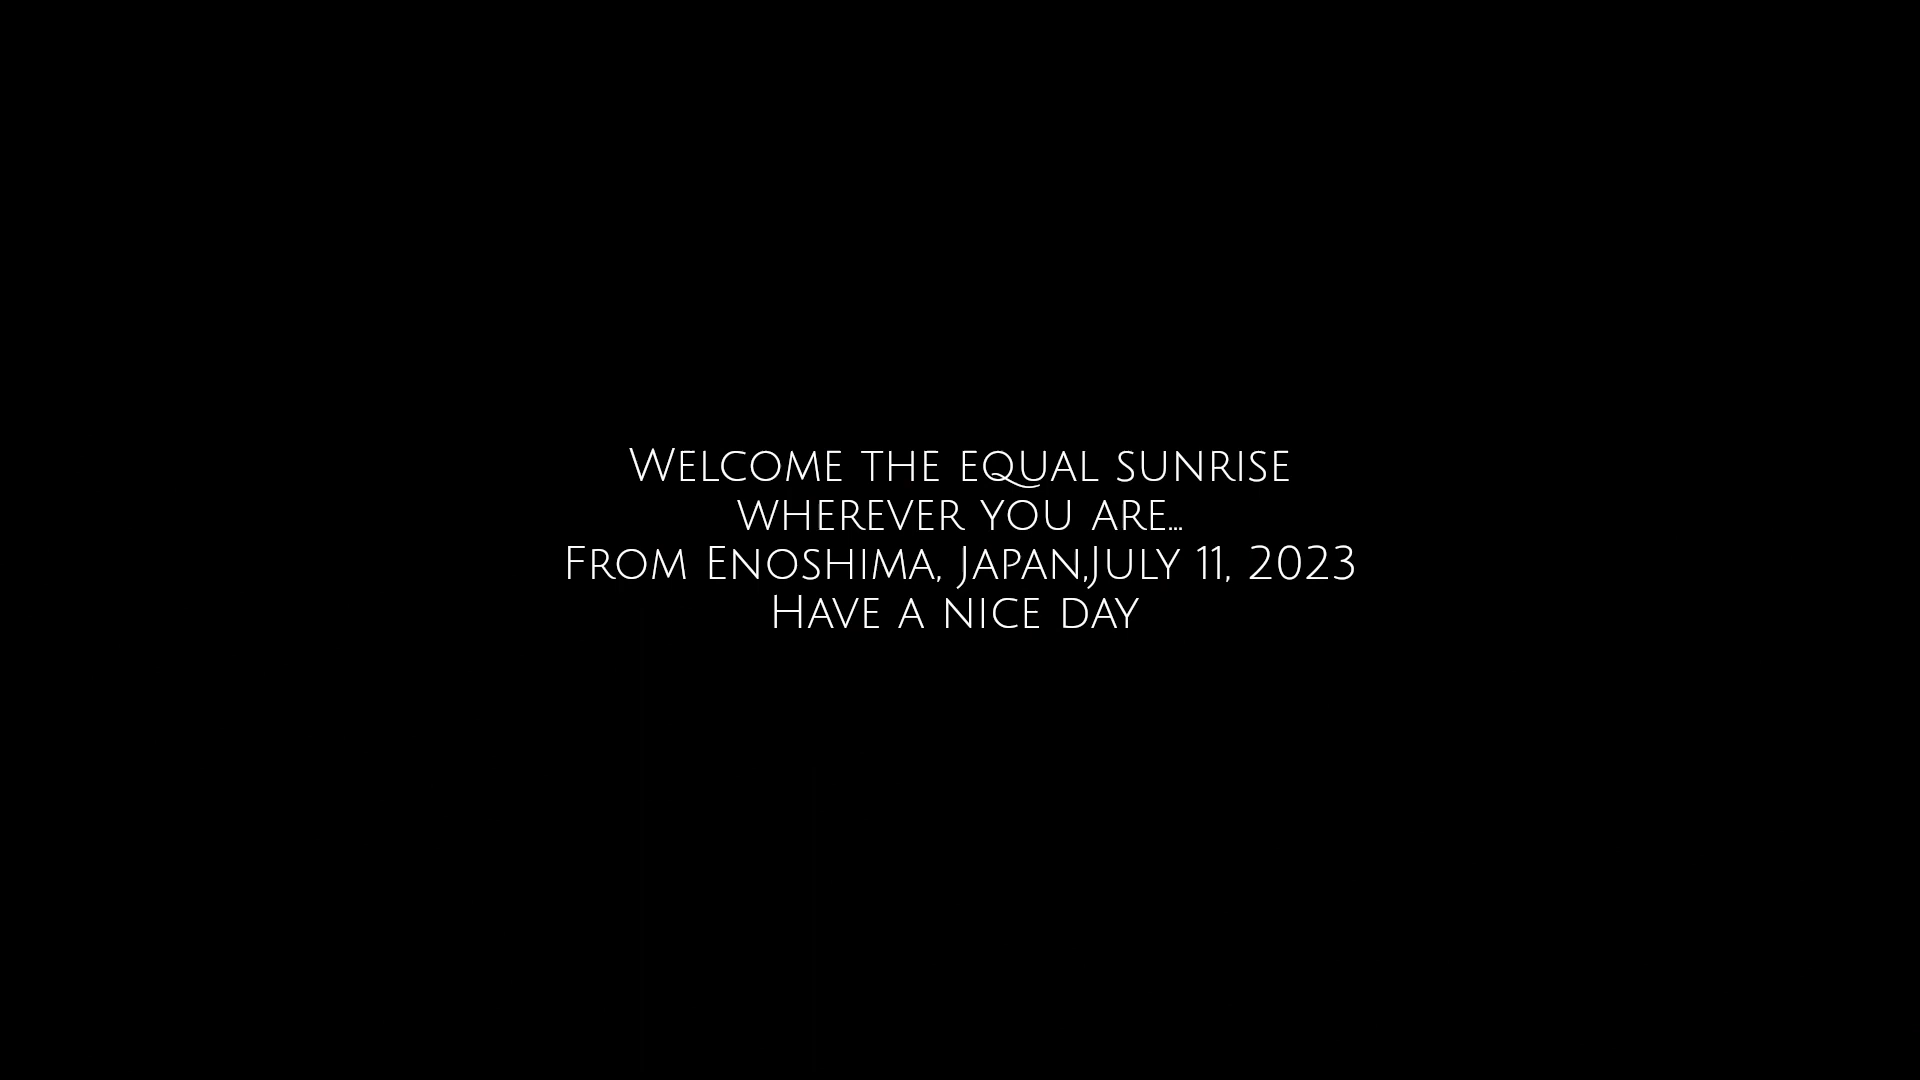 Welcome the equal sunrise
wherever you are...
From Enoshima, Japan,July 11, 2023
Have a nice day